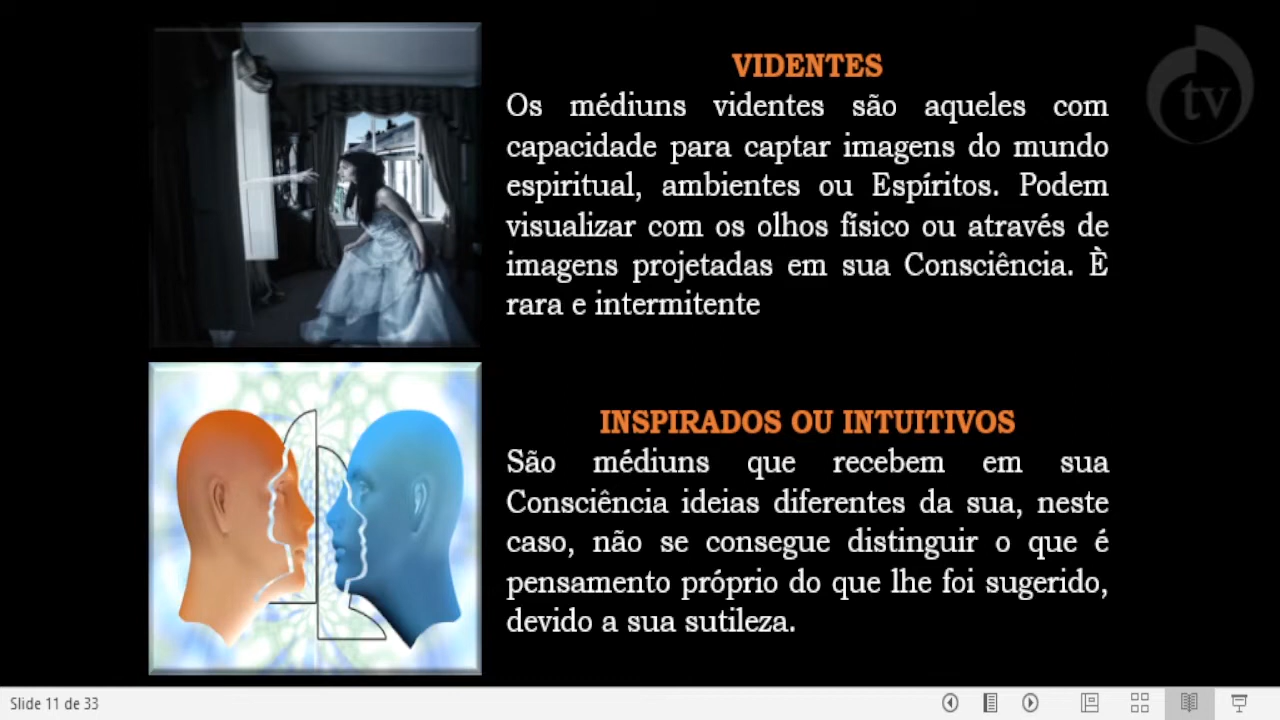 VIDENTES
Os médiuns videntes são aqueles com
capacidade para captar imagens do mundo
espiritual, ambientes ou Espíritos. Podem
visualizar com os olhos físico ou através de
imagens projetadas em sua Consciência. È
rara e intermitente
tv
INSPIRADOS OU INTUITIVOS
São médiuns que recebem em sua
Consciência ideias diferentes da sua, neste
caso, não se consegue distinguir o que é
pensamento próprio do que lhe foi sugerido,
devido a sua sutileza.
Slide 11 de 33